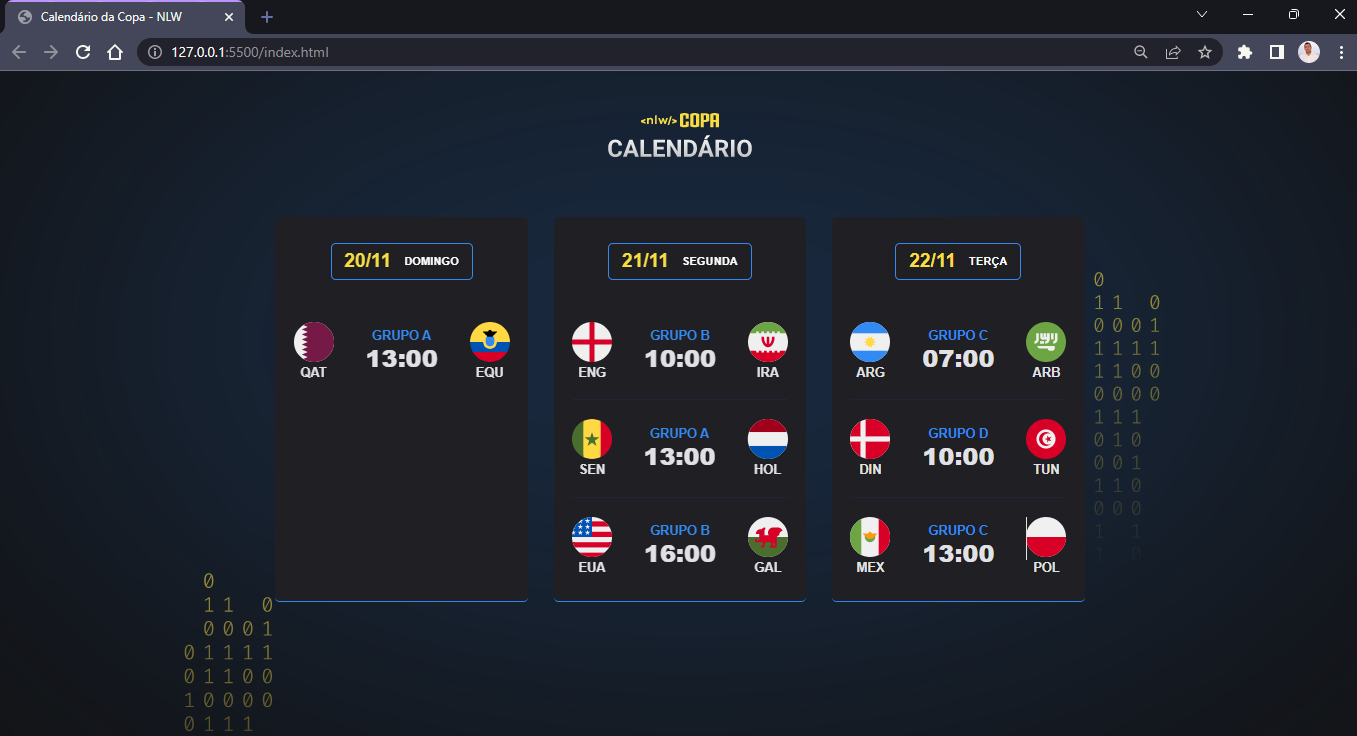 Calendário da Copa - NLW
127.0.0.1:5500/index.html
<nlw/> COPA
CALENDÁRIO
20/11 DOMINGO
GRUPO A
13:00
QAT EQU
21/11 SEGUNDA
GRUPO B
10:00
ENG IRA
GRUPO A
13:00
SEN HOL
GRUPO B
16:00
EUA GAL
22/11 TERÇA
GRUPO C
07:00
ARG ARB
GRUPO D
10:00
DIN TUN
GRUPO C
13:00
MEX POL
0
1 1 0
0 0 0 1
1 1 1 1
1 1 0 0
0 0 0 0
1 1 1
0 1 0
0 0 1
1 1 0
0 0 0
1 1
1 0
0
1 1 0
0 0 0 1
0 1 1 1 1
0 1 1 0 0
1 0 0 0 0
0 1 1 1